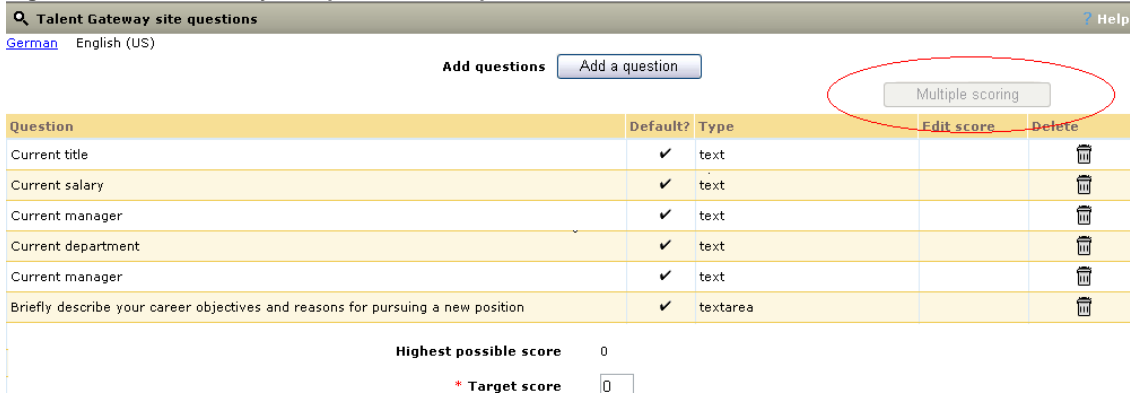 Talent Gateway site questions ? Help
German English (US)
Add questions Add a question
Multiple scoring
Question Default? Type Edit score Delete
Current title ✔ text
Current salary ✔ text
Current manager ✔ text
Current department ✔ text
Current manager ✔ text
Briefly describe your career objectives and reasons for pursuing a new position ✔ textarea
Highest possible score 0
* Target score 0